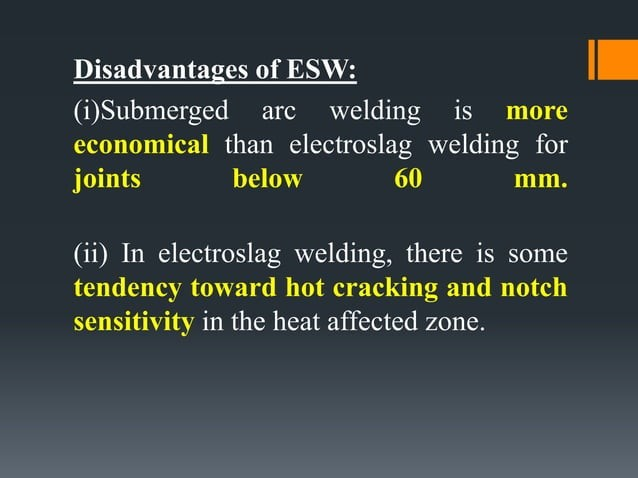 Disadvantages of ESW:
(i)Submerged arc welding is more
economical than electroslag welding for
joints below 60 mm.
(ii) In electroslag welding, there is some
tendency toward hot cracking and notch
sensitivity in the heat affected zone.